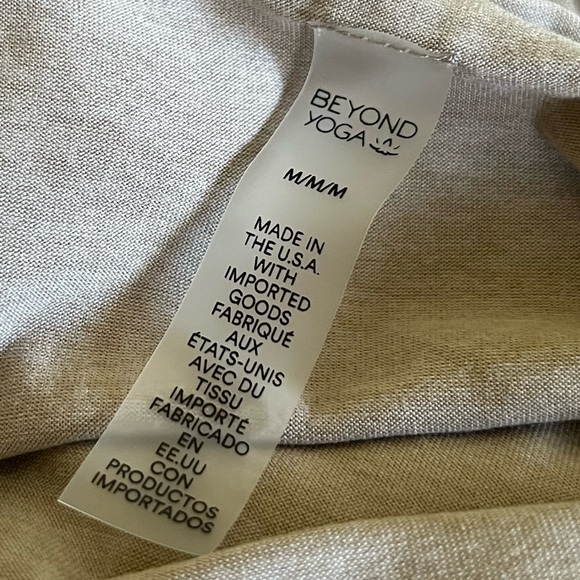 BEYOND
YOGA
M/M/M
MADE IN
THE U.S.A.
WITH
IMPORTED
GOODS
FABRIQUÉ
AUX
ÉTATS-UNIS
AVEC DU
TISSU
IMPORTÉ
FABRICADO
EN
EE.UU
CON
PRODUCTOS
IMPORTADOS